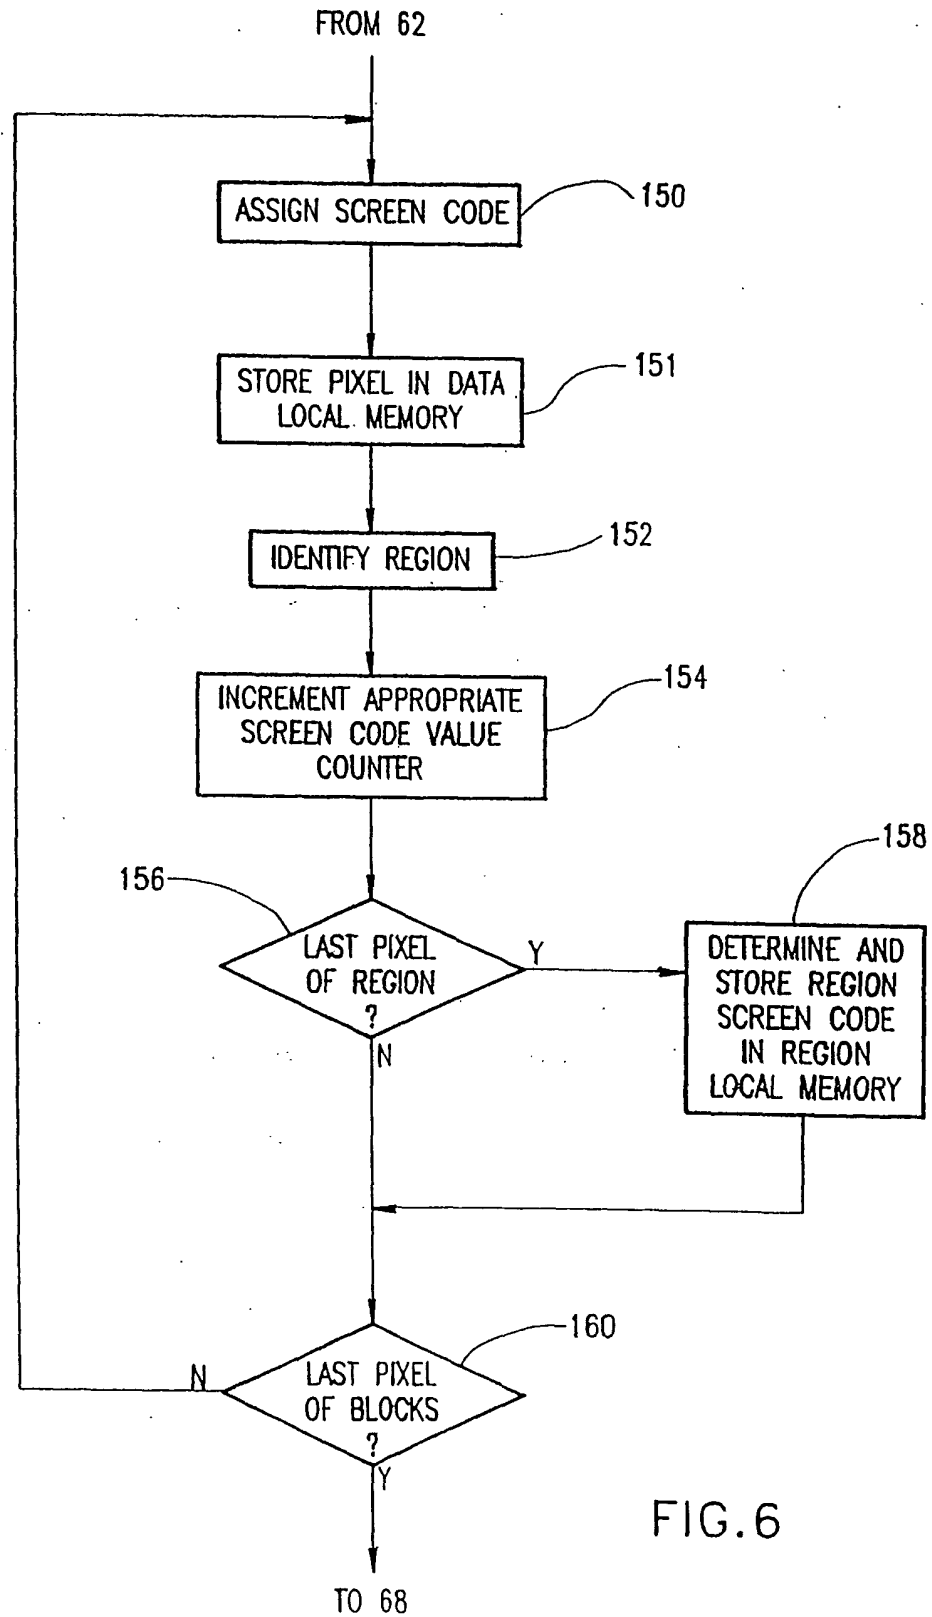 FROM 62
ASSIGN SCREEN CODE
150
STORE PIXEL IN DATA
LOCAL MEMORY
151
IDENTIFY REGION
152
INCREMENT APPROPRIATE
SCREEN CODE VALUE
COUNTER
154
156
LAST PIXEL
OF REGION
?
Y
N
158
DETERMINE AND
STORE REGION
SCREEN CODE
IN REGION
LOCAL MEMORY
160
LAST PIXEL
OF BLOCKS
?
N
Y
FIG.6
TO 68